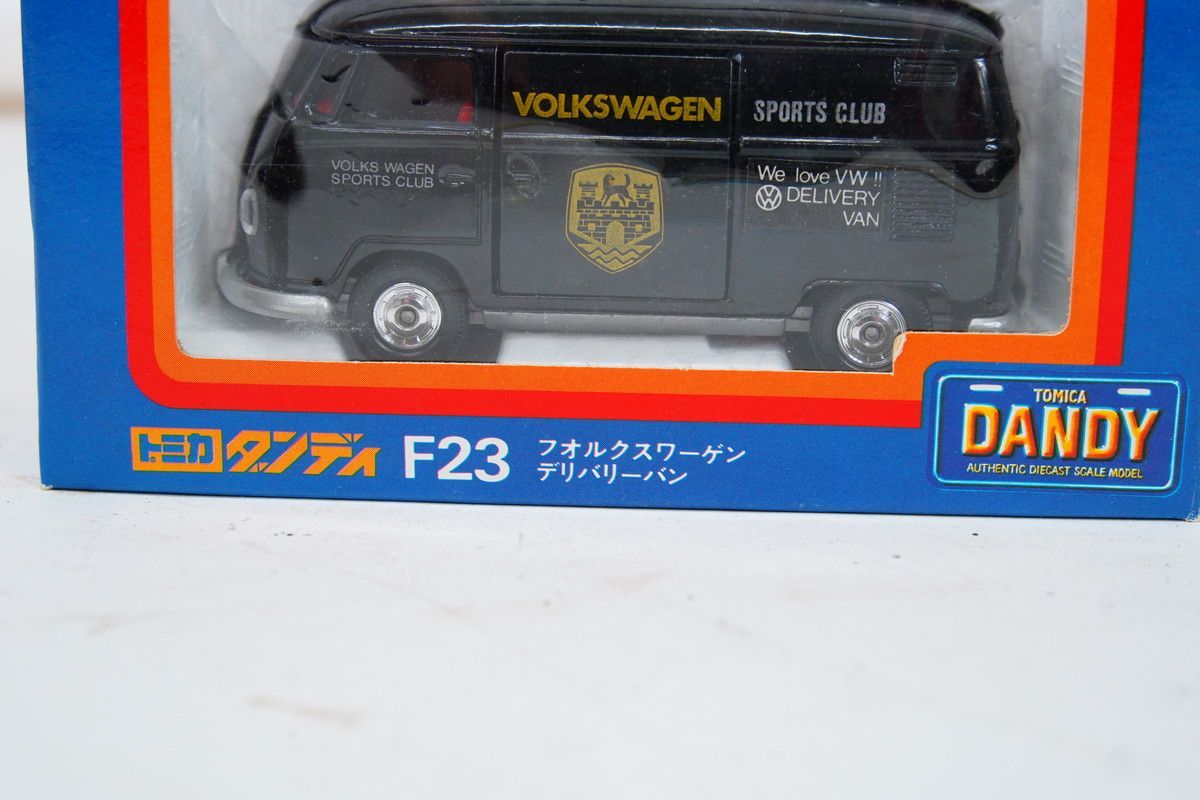 VOLKSWAGEN
SPORTS CLUB
VOLKS WAGEN
SPORTS CLUB
We love VW !!
DELIVERY
VAN
トミカ ダンディ F23
フオルクスワーゲン
デリバリーバン
TOMICA
DANDY
AUTHENTIC DIECAST SCALE MODEL